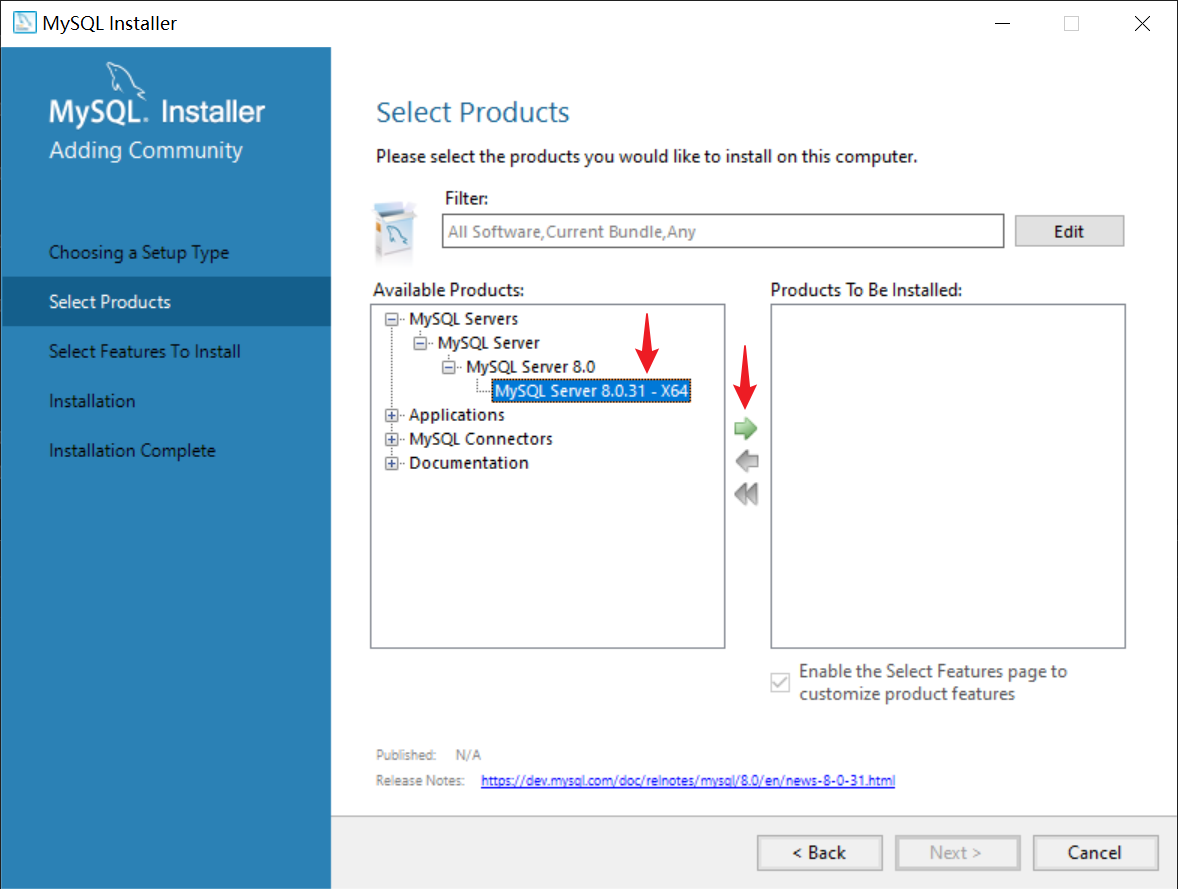 MySQL Installer
MySQL. Installer
Adding Community
Choosing a Setup Type
Select Products
Select Features To Install
Installation
Installation Complete
Select Products
Please select the products you would like to install on this computer.
Filter:
All Software,Current Bundle,Any
Edit
Available Products:
MySQL Servers
MySQL Server
MySQL Server 8.0
MySQL Server 8.0.31 - X64
Applications
MySQL Connectors
Documentation
Products To Be Installed:
Enable the Select Features page to
customize product features
Published: N/A
Release Notes: https://dev.mysql.com/doc/relnotes/mysql/8.0/en/news-8-0-31.html
< Back
Next >
Cancel